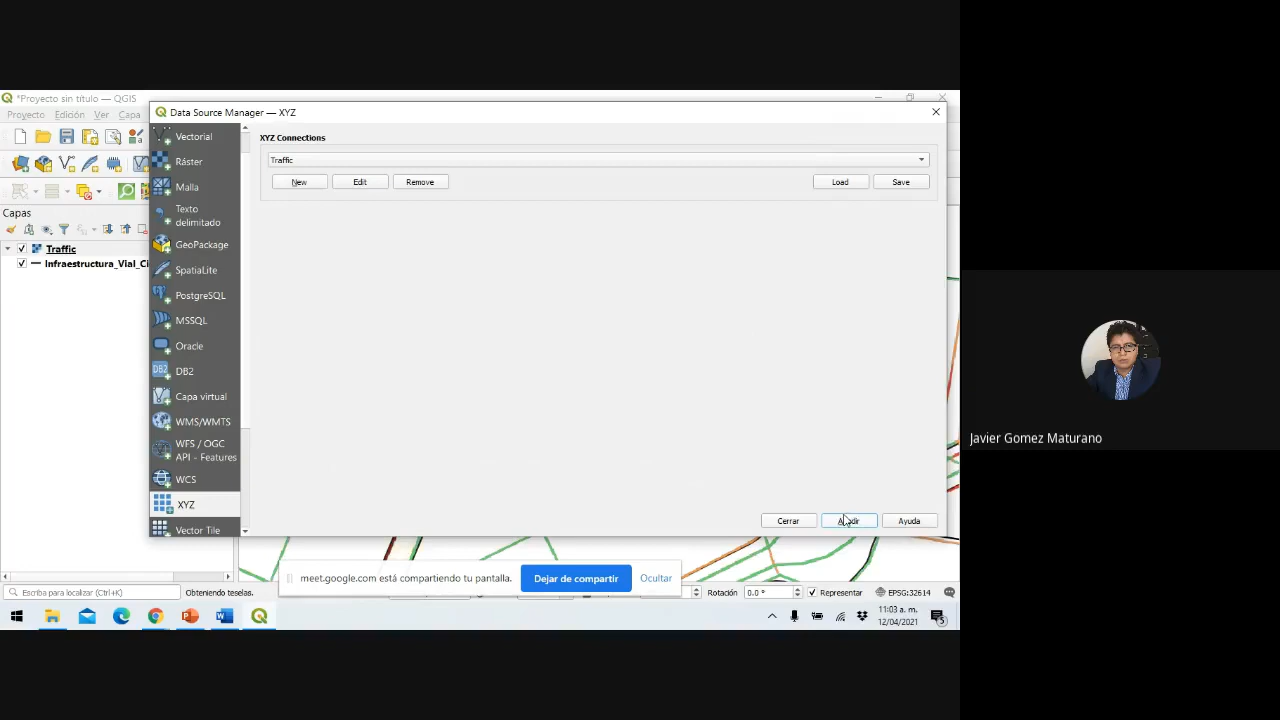 *Proyecto sin título — QGIS
Proyecto Edición Ver Capa
Data Source Manager — XYZ
Vectorial
Ráster
Malla
Texto
delimitado
GeoPackage
SpatiaLite
PostgreSQL
MSSQL
Oracle
DB2
DB2
Capa virtual
WMS/WMTS
WFS / OGC
API - Features
WCS
XYZ
Vector Tile
XYZ Connections
Traffic
New Edit Remove Load Save
Cerrar Ayuda
Capas
Traffic
Infraestructura_Vial_Ci
meet.google.com está compartiendo tu pantalla. Dejar de compartir Ocultar
Escriba para localizar (Ctrl+K) Obteniendo teselas. Rotación 0.0 ° Representar EPSG:32614
11:03 a. m.
12/04/2021
5
Javier Gomez Maturano